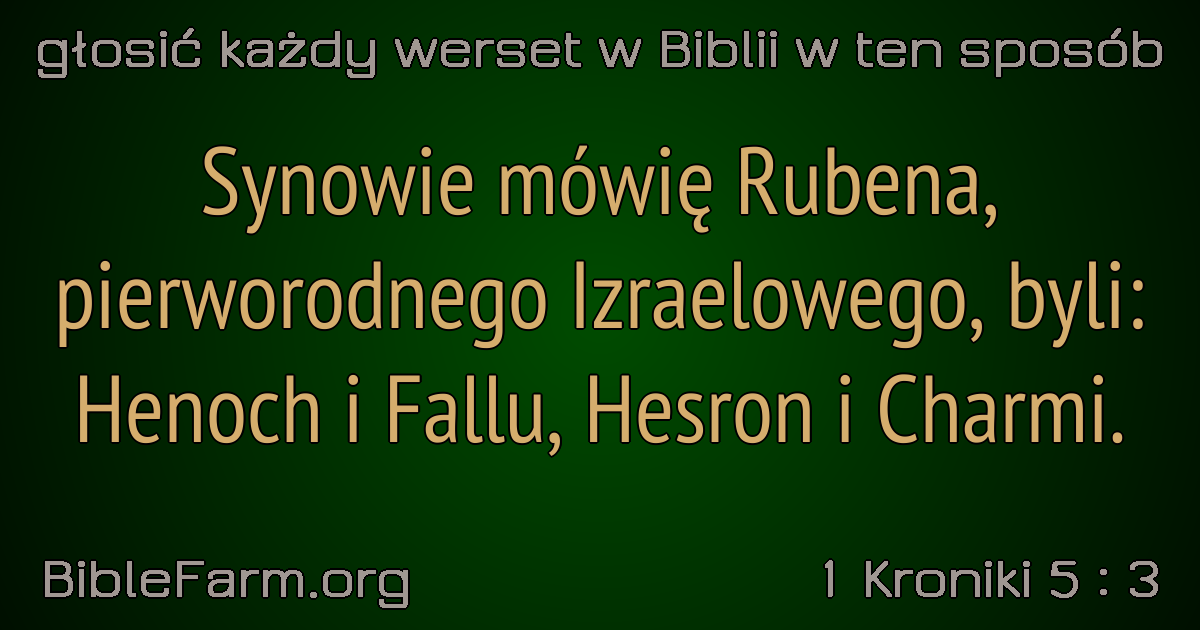 głosić każdy werset w Biblii w ten sposób
Synowie mówię Rubena,
pierworodnego Izraelowego, byli:
Henoch i Fallu, Hesron i Charmi.
BibleFarm.org
1 Kroniki 5 : 3